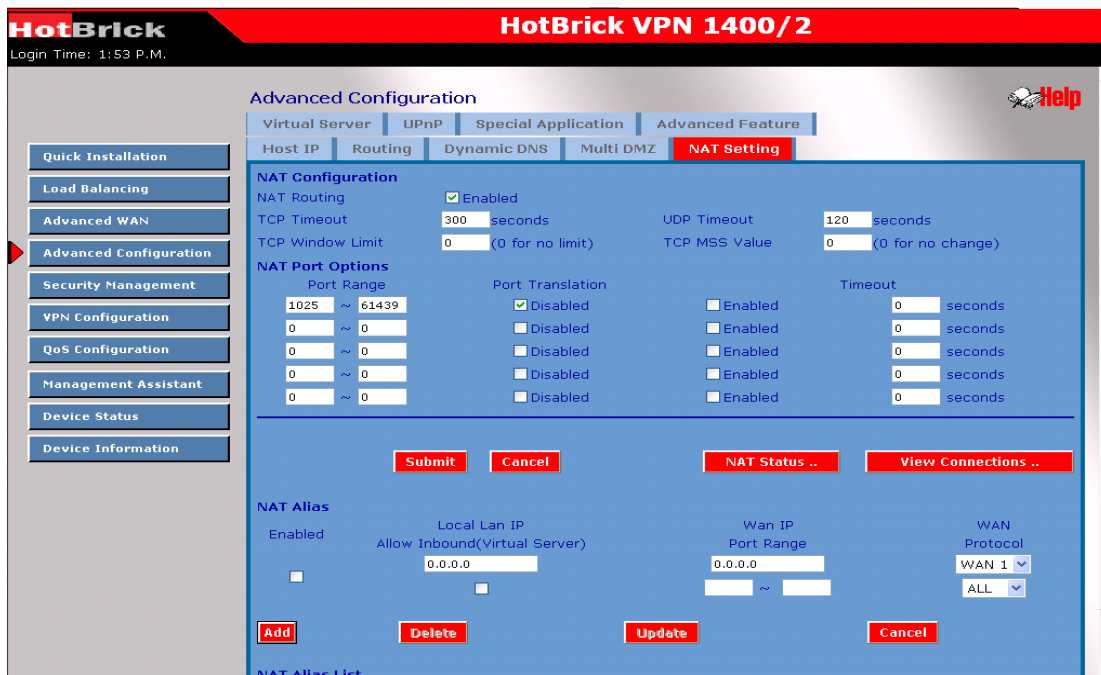 HotBrick
HotBrick VPN 1400/2
Login Time: 1:53 P.M.
Advanced Configuration
Help
Virtual Server UPnP Special Application Advanced Feature
Host IP Routing Dynamic DNS Multi DMZ NAT Setting
Quick Installation
Load Balancing
Advanced WAN
Advanced Configuration
Security Management
VPN Configuration
QoS Configuration
Management Assistant
Device Status
Device Information
NAT Configuration
NAT Routing Enabled
TCP Timeout 300 seconds UDP Timeout 120 seconds
TCP Window Limit 0 (0 for no limit) TCP MSS Value 0 (0 for no change)
NAT Port Options
Port Range Port Translation Timeout
1025 ~ 61439 Disabled Enabled 0 seconds
0 ~ 0 Disabled Enabled 0 seconds
0 ~ 0 Disabled Enabled 0 seconds
0 ~ 0 Disabled Enabled 0 seconds
0 ~ 0 Disabled Enabled 0 seconds
Submit Cancel NAT Status .. View Connections ..
NAT Alias
Enabled
Local Lan IP Wan IP WAN
Allow Inbound(Virtual Server) Port Range Protocol
0.0.0.0 0.0.0.0 WAN 1
~ ALL
Add Delete Update Cancel
NAT Alias List